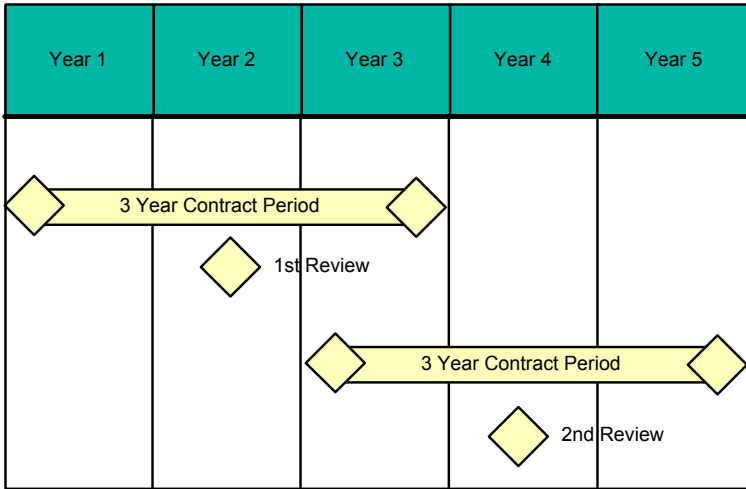 Year 1
Year 2
Year 3
Year 4
Year 5
3 Year Contract Period
1st Review
3 Year Contract Period
2nd Review